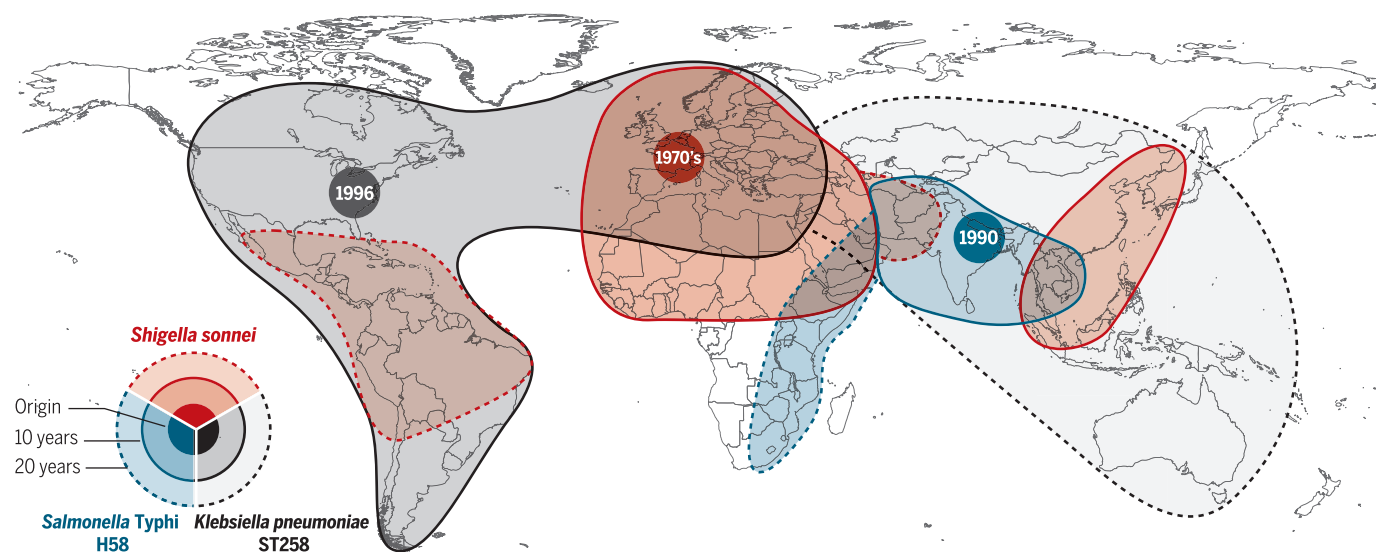 1970's
1996
1990
Shigella sonnei
Origin
10 years
20 years
Salmonella Typhi
H58
Klebsiella pneumoniae
ST258